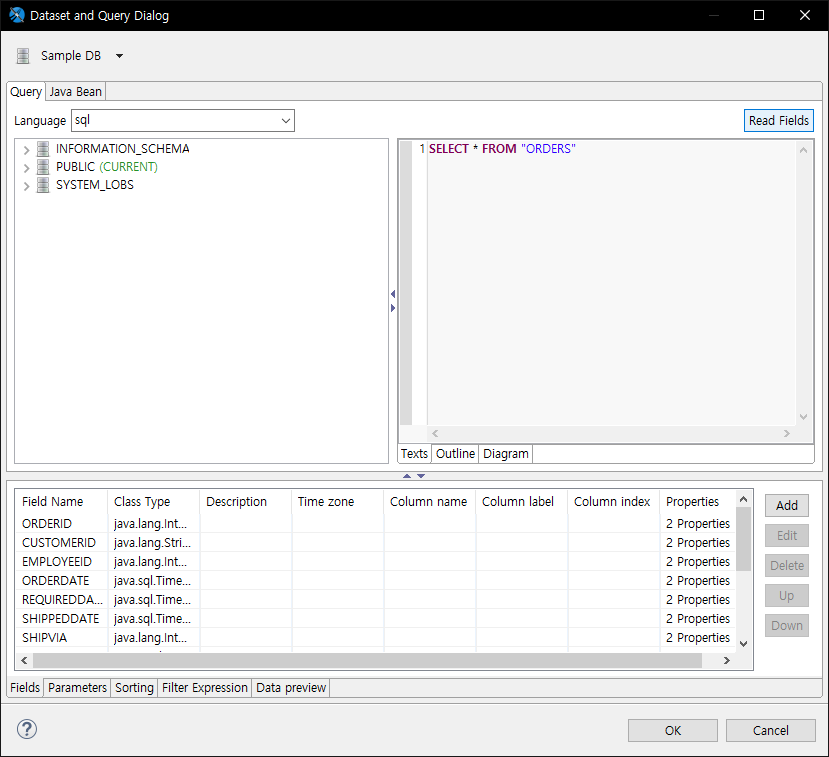 Dataset and Query Dialog
Sample DB
Query Java Bean
Language sql Read Fields
INFORMATION_SCHEMA
PUBLIC (CURRENT)
SYSTEM_LOBS
1 SELECT * FROM "ORDERS"
Texts Outline Diagram
Field Name Class Type Description Time zone Column name Column label Column index Properties
ORDERID java.lang.Int... 2 Properties
CUSTOMERID java.lang.Stri... 2 Properties
EMPLOYEEID java.lang.Int... 2 Properties
ORDERDATE java.sql.Time... 2 Properties
REQUIREDDA... java.sql.Time... 2 Properties
SHIPPEDDATE java.sql.Time... 2 Properties
SHIPVIA java.lang.Int... 2 Properties
Add
Edit
Delete
Up
Down
Fields Parameters Sorting Filter Expression Data preview
? OK Cancel